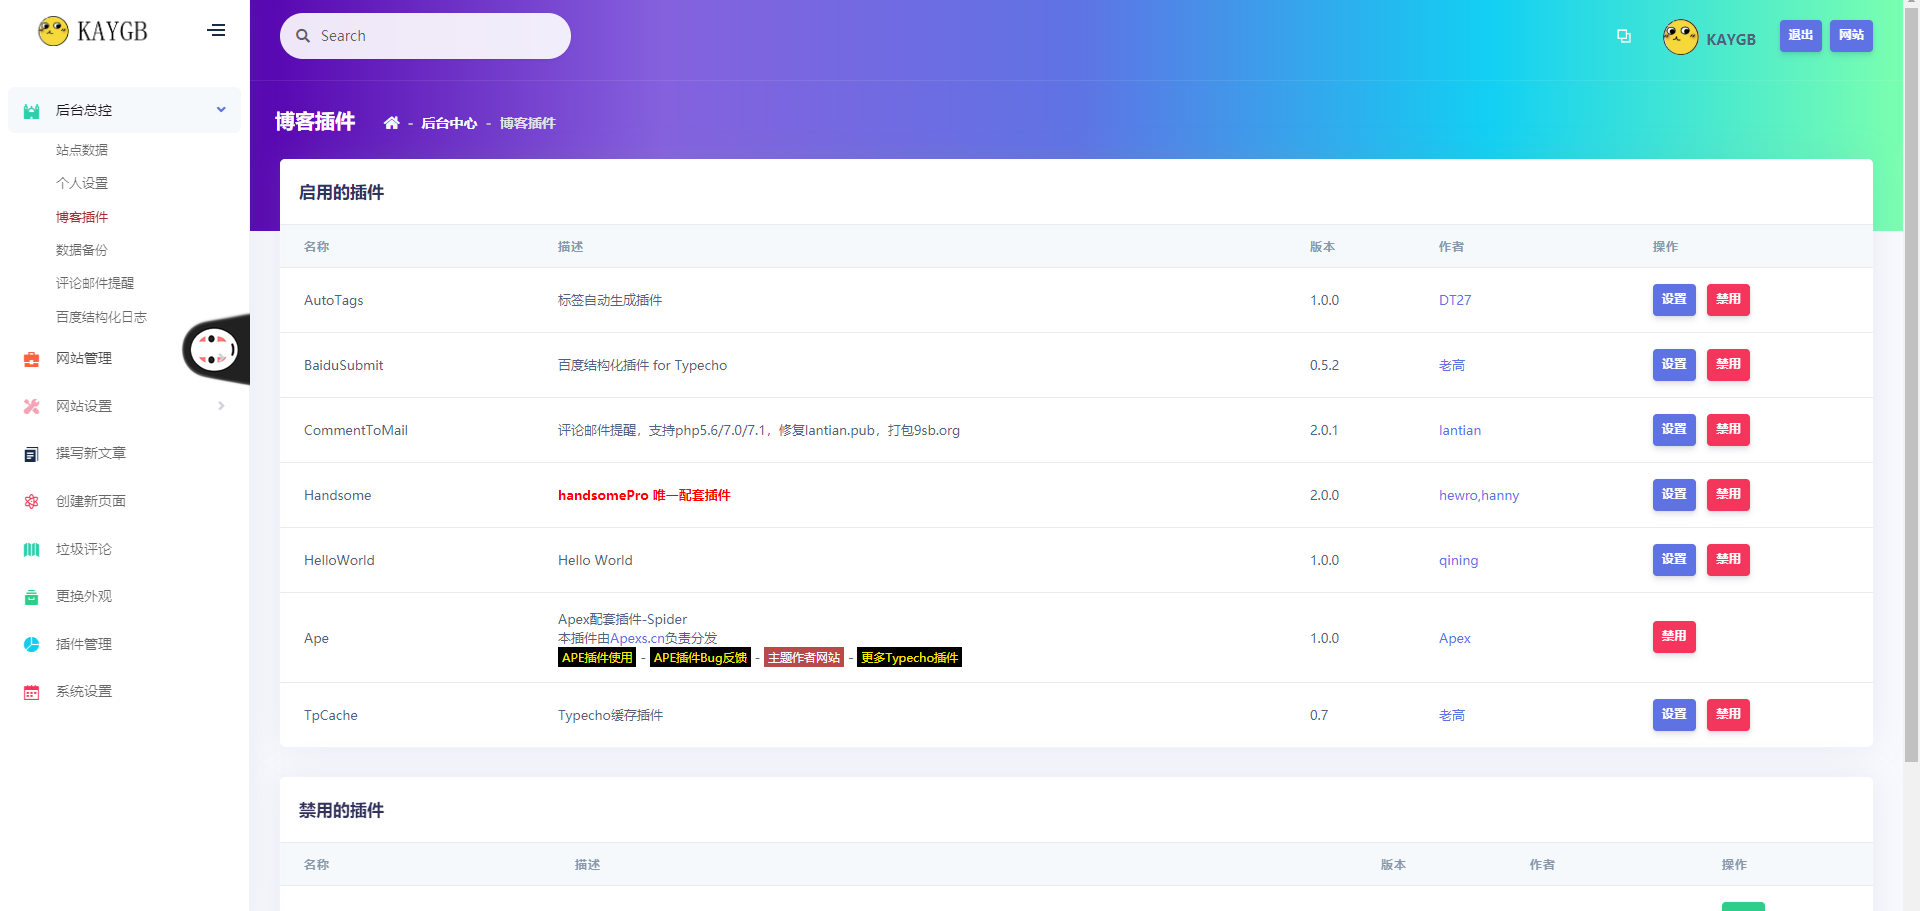 KAYGB
后台总控
站点数据
个人设置
博客插件
数据备份
评论邮件提醒
百度结构化日志
网站管理
网站设置
撰写新文章
创建新页面
垃圾评论
更换外观
插件管理
系统设置
Search
KAYGB 退出 网站
博客插件 - 后台中心 - 博客插件
启用的插件
名称 描述 版本 作者 操作
AutoTags 标签自动生成插件 1.0.0 DT27 设置 禁用
BaiduSubmit 百度结构化插件 for Typecho 0.5.2 老高 设置 禁用
CommentToMail 评论邮件提醒，支持php5.6/7.0/7.1，修复lantian.pub，打包9sb.org 2.0.1 lantian 设置 禁用
Handsome handsomePro 唯一配套插件 2.0.0 hewro,hanny 设置 禁用
HelloWorld Hello World 1.0.0 qining 设置 禁用
Apex配套插件-Spider
Ape 本插件由Apexs.cn负责分发 1.0.0 Apex 禁用
APE插件使用 - APE插件Bug反馈 - 主题作者网站 - 更多Typecho插件
TpCache Typecho缓存插件 0.7 老高 设置 禁用
禁用的插件
名称 描述 版本 作者 操作